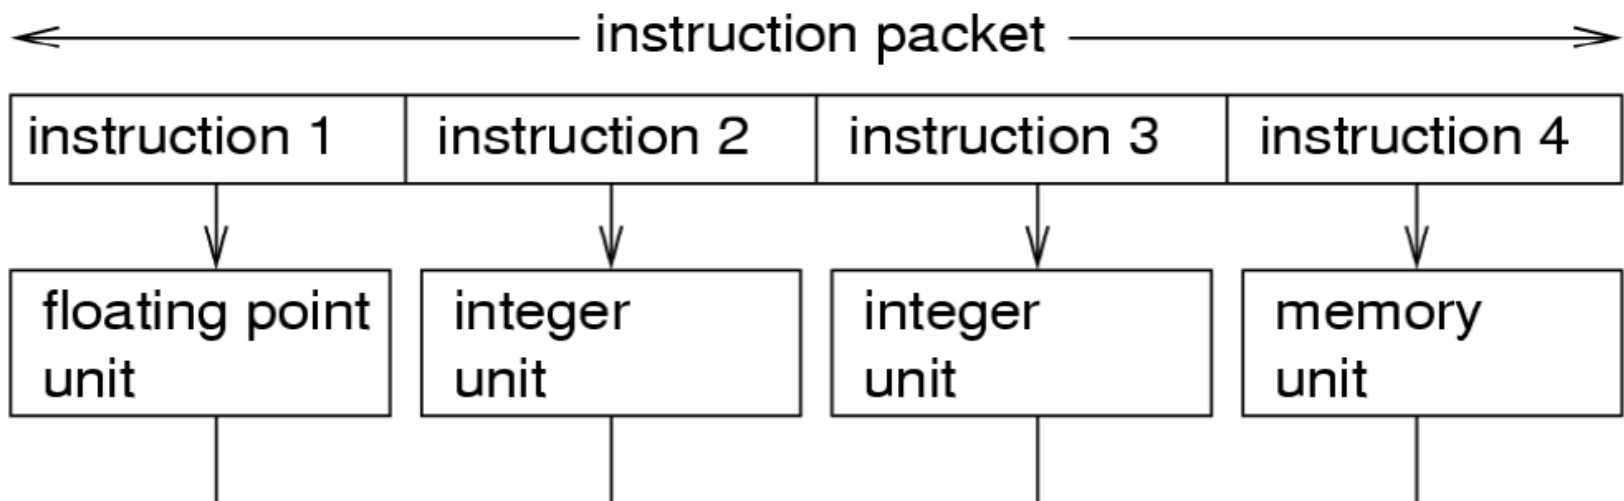 instruction packet
instruction 1
instruction 2
instruction 3
instruction 4
floating point
unit
integer
unit
integer
unit
memory
unit